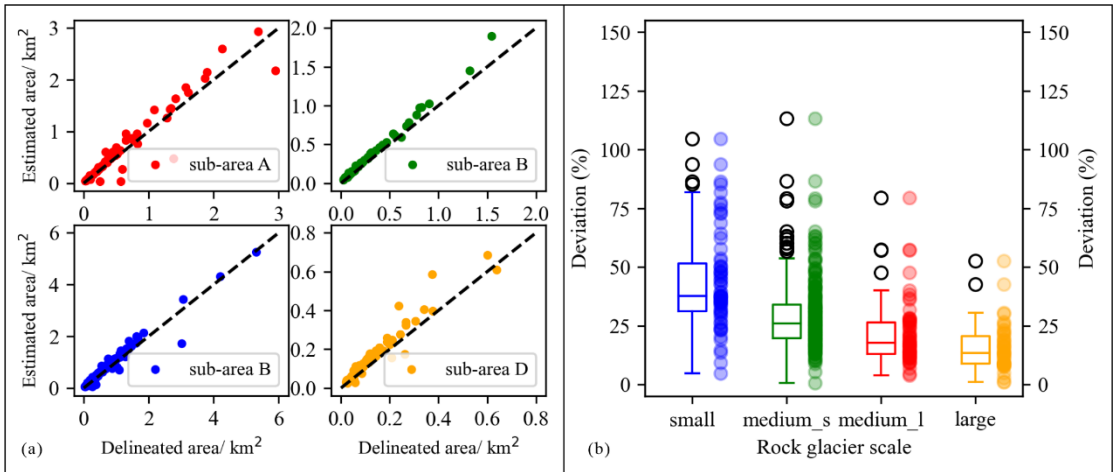 3
2
1
0
0 1 2 3
Estimated area/ km²
sub-area A
2.0
1.5
1.0
0.5
0.0
0.0 0.5 1.0 1.5 2.0
sub-area B
6
4
2
0
0 2 4 6
Estimated area/ km²
Delineated area/ km²
sub-area B
0.8
0.6
0.4
0.2
0.0
0.0 0.2 0.4 0.6 0.8
Delineated area/ km²
sub-area D
(a)
150
125
100
75
50
25
0
Deviation (%)
small medium_s medium_l large
Rock glacier scale
Deviation (%)
150
125
100
75
50
25
0
(b)